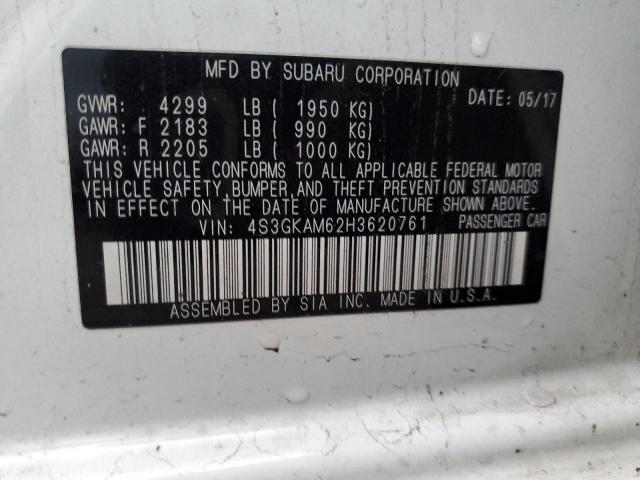 MFD BY SUBARU CORPORATION
GVWR: 4299 LB ( 1950 KG) DATE: 05/17
GAWR: F 2183 LB ( 990 KG)
GAWR: R 2205 LB ( 1000 KG)
THIS VEHICLE CONFORMS TO ALL APPLICABLE FEDERAL MOTOR
VEHICLE SAFETY,BUMPER,AND THEFT PREVENTION STANDARDS
IN EFFECT ON THE DATE OF MANUFACTURE SHOWN ABOVE.
VIN: 4S3GKAM62H3620761 PASSENGER CAR
ASSEMBLED BY SIA INC. MADE IN U.S.A.